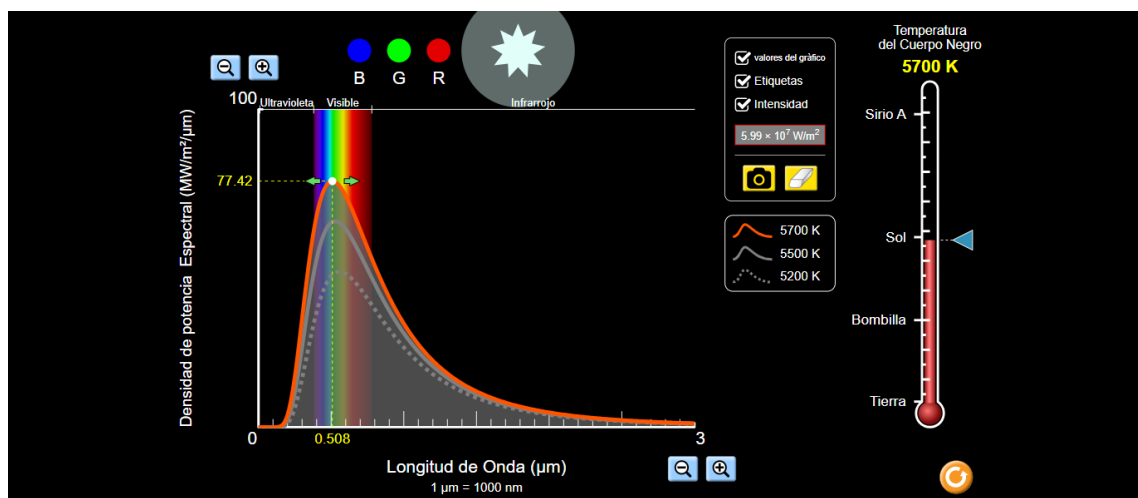 B G R
100
Ultravioleta Visible Infrarrojo
77.42
Densidad de potencia Espectral (MW/m²/μm)
0 0.508 3
Longitud de Onda (μm)
1 μm = 1000 nm
valores del gráfico
Etiquetas
Intensidad
5.99 × 10⁷ W/m²
5700 K
5500 K
5200 K
Temperatura
del Cuerpo Negro
5700 K
Sirio A
Sol
Bombilla
Tierra